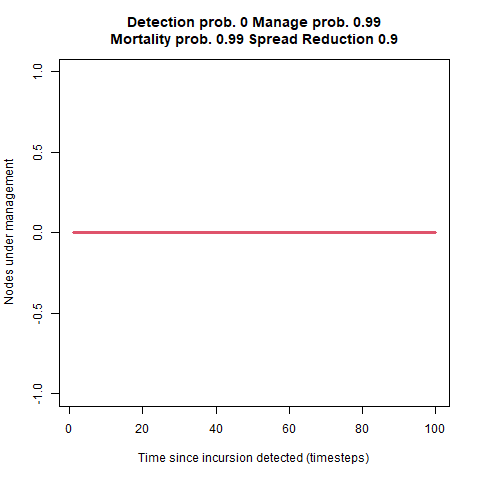 Detection prob. 0 Manage prob. 0.99
Mortality prob. 0.99 Spread Reduction 0.9
Nodes under management
1.0
0.5
0.0
-0.5
-1.0
0 20 40 60 80 100
Time since incursion detected (timesteps)